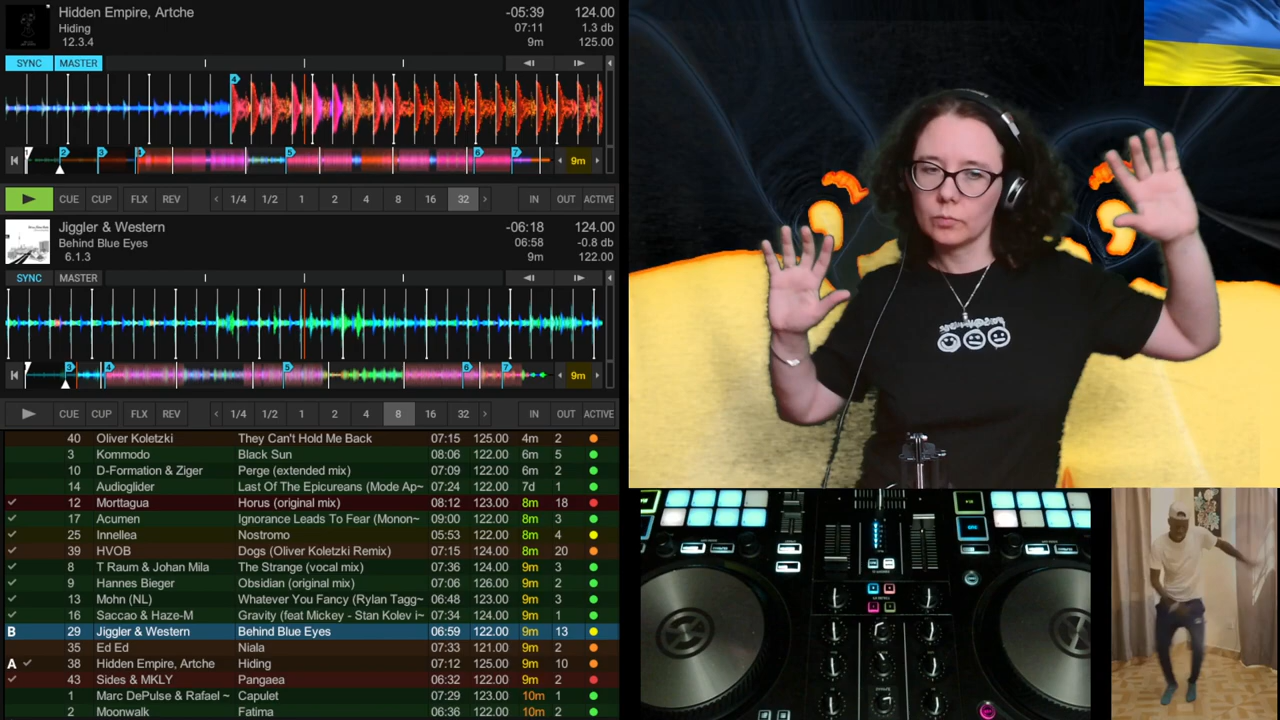 Hidden Empire, Artche -05:39 124.00
Hiding 07:11 1.3 db
12.3.4 9m 125.00
SYNC MASTER
4
2 3 4 5 6 7 9m
CUE CUP FLX REV 1/4 1/2 1 2 4 8 16 32 IN OUT ACTIVE
Jiggler & Western -06:18 124.00
Behind Blue Eyes 06:58 -0.8 db
6.1.3 9m 122.00
SYNC MASTER
3 4 5 6 7 9m
CUE CUP FLX REV 1/4 1/2 1 2 4 8 16 32 IN OUT ACTIVE
40 Oliver Koletzki They Can't Hold Me Back 07:15 125.00 4m 2
3 Kommodo Black Sun 08:06 122.00 6m 5
10 D-Formation & Ziger Perge (extended mix) 07:09 122.00 6m 2
14 Audioglider Last Of The Epicureans (Mode Ap~ 07:24 122.00 7d 1
12 Morttagua Horus (original mix) 08:12 123.00 8m 18
17 Acumen Ignorance Leads To Fear (Monon~ 09:00 122.00 8m 3
25 Innellea Nostromo 05:53 122.00 8m 4
39 HVOB Dogs (Oliver Koletzki Remix) 07:15 124.00 8m 20
8 T Raum & Johan Mila The Strange (vocal mix) 07:36 124.00 9m 3
9 Hannes Bieger Obsidian (original mix) 07:06 126.00 9m 2
13 Mohn (NL) Whatever You Fancy (Rylan Tagg~ 06:48 123.00 9m 3
16 Saccao & Haze-M Gravity (feat Mickey - Stan Kolev i~ 07:34 124.00 9m 1
B 29 Jiggler & Western Behind Blue Eyes 06:59 122.00 9m 13
35 Ed Ed Niala 07:33 121.00 9m 2
A 38 Hidden Empire, Artche Hiding 07:12 125.00 9m 10
43 Sides & MKLY Pangaea 06:32 122.00 9m 2
1 Marc DePulse & Rafael ~ Capulet 07:29 123.00 10m 1
2 Moonwalk Fatima 06:36 122.00 10m 2